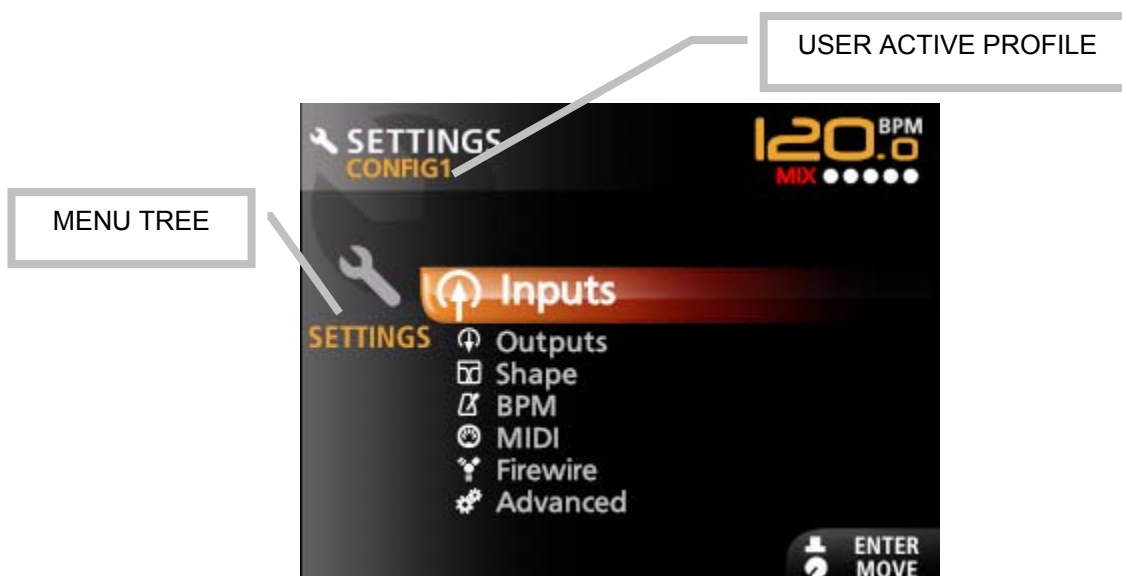 USER ACTIVE PROFILE
SETTINGS
CONFIG1
120.0 BPM
MIX
MENU TREE
SETTINGS
Inputs
Outputs
Shape
BPM
MIDI
Firewire
Advanced
ENTER
MOVE